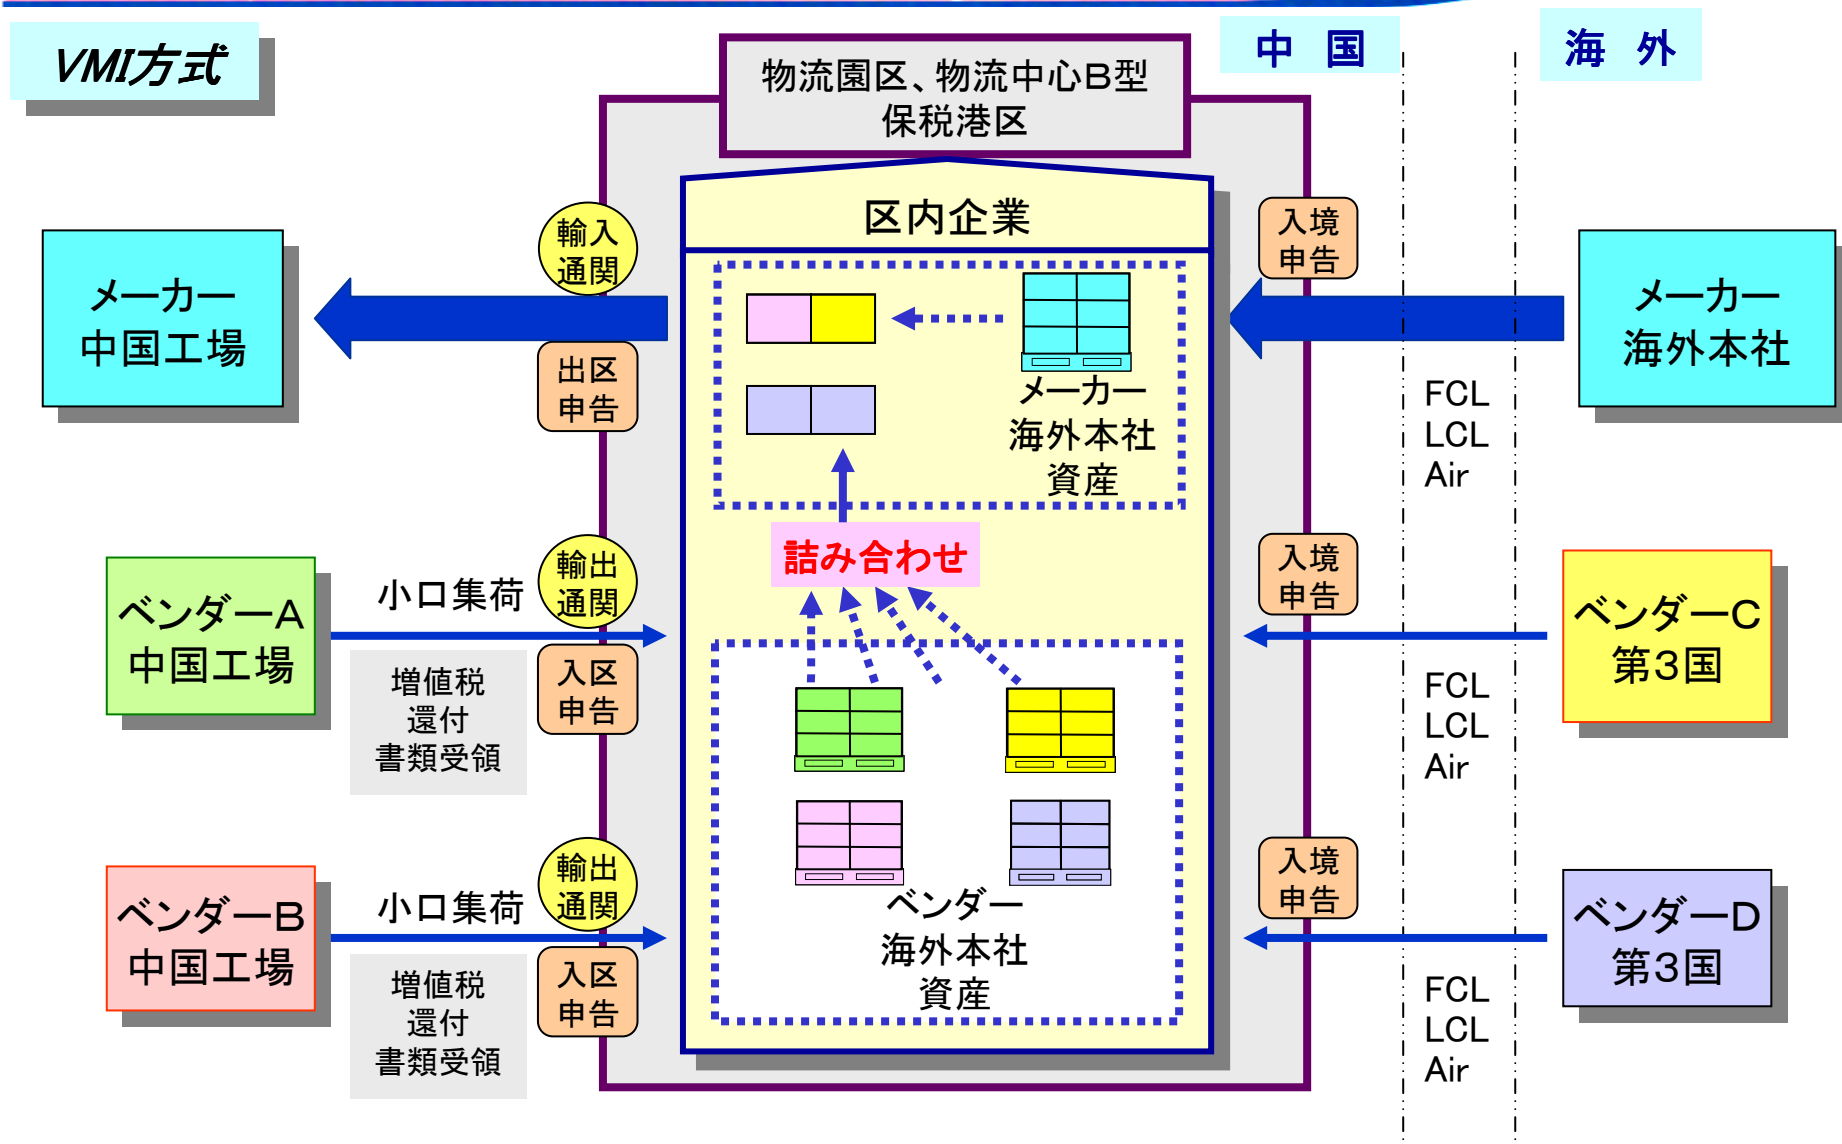 VMI方式
中 国
海 外
物流園区、物流中心B型
保税港区
区内企業
輸入
通関
入境
申告
メーカー
中国工場
メーカー
海外本社
出区
申告
メーカー
海外本社
資産
FCL
LCL
Air
詰み合わせ
ベンダーA
中国工場
小口集荷
輸出
通関
入区
申告
増値税
還付
書類受領
入境
申告
ベンダーC
第3国
FCL
LCL
Air
ベンダーB
中国工場
小口集荷
輸出
通関
入区
申告
増値税
還付
書類受領
ベンダー
海外本社
資産
入境
申告
ベンダーD
第3国
FCL
LCL
Air